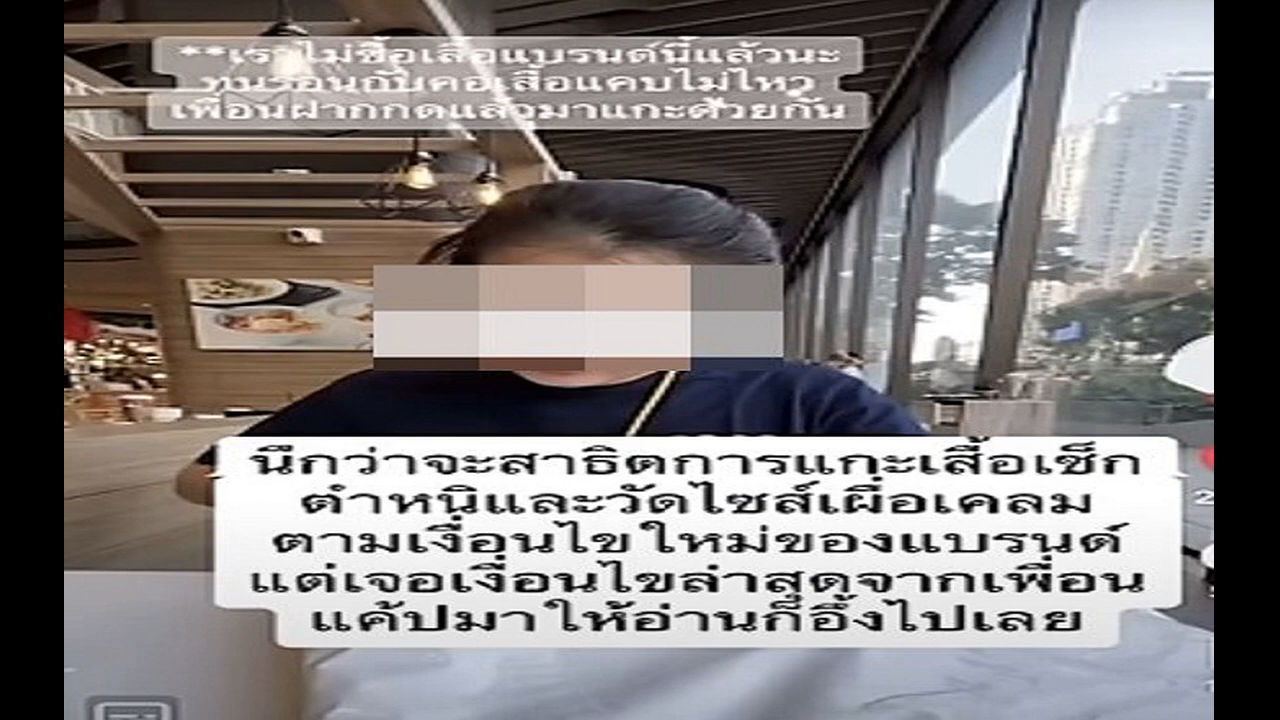 **เราไม่ซื้อเสื้อแบรนด์นี้แล้วนะ
ทนร้อนกับคอเสื้อแคบไม่ไหว
เพื่อนฝากกดแล้วมาแกะด้วยกัน
นึกว่าจะสาธิตการแกะเสื้อเช็ก
ตำหนิและวัดไซส์เผื่อเคลม
ตามเงื่อนไขใหม่ของแบรนด์
แต่เจอเงื่อนไขล่าสุดจากเพื่อน
แค้ปมาให้อ่านก็อึ้งไปเลย